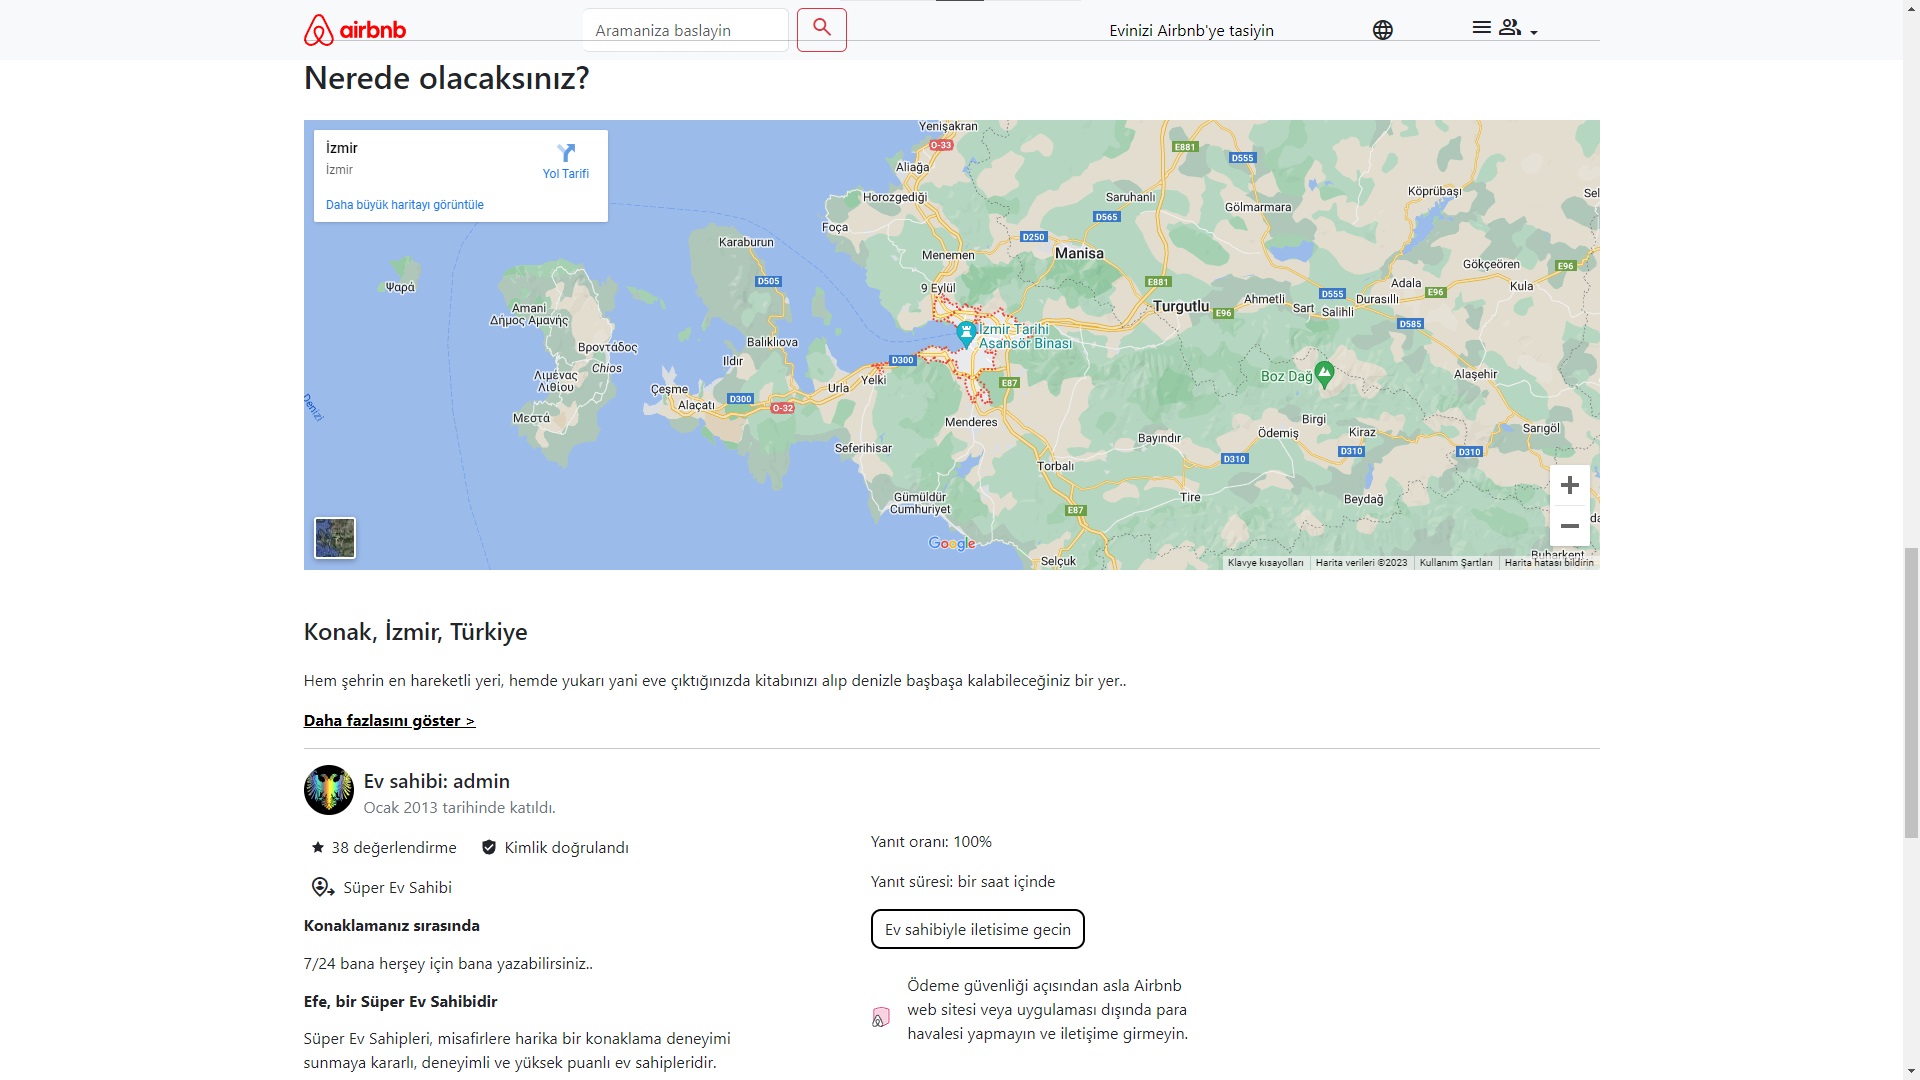 airbnb
Aramaniza baslayin
Evinizi Airbnb'ye tasiyin
Nerede olacaksınız?
İzmir
İzmir
Yol Tarifi
Daha büyük haritayı görüntüle
Yenişakran
O-33
E881
D555
Aliağa
Köprübaşı
Sel
Horozgediği
Saruhanlı
Gölmarmara
D565
Foça
D250
Karaburun
Menemen
Manisa
Gökçeören
E96
D505
E881
Adala
Kula
Ψαρά
9 Eylül
D555
Durasıllı
E96
Amani
Δήμος Αμανής
Turgutlu
E96
Ahmetli
Sart
Salihli
D585
İzmir Tarihi
Asansör Binası
Balıklıova
Βροντάδος
Ildır
D300
Chios
Λιμένας
Λιθίου
Yelki
E87
Boz Dağ
Alaşehir
Çeşme
Urla
Denizi
Alaçatı
D300
O-32
Μεστά
Menderes
Birgi
Sarıgöl
Seferihisar
Bayındır
Ödemiş
Kiraz
D310
D310
D310
Torbalı
Gümüldür
Cumhuriyet
Tire
Beydağ
E87
da
Google
Buharkent
Selçuk
Klavye kısayolları
Harita verileri ©2023
Kullanım Şartları
Harita hatası bildirin
Konak, İzmir, Türkiye
Hem şehrin en hareketli yeri, hemde yukarı yani eve çıktığınızda kitabınızı alıp denizle başbaşa kalabileceğiniz bir yer..
Daha fazlasını göster >
Ev sahibi: admin
Ocak 2013 tarihinde katıldı.
38 değerlendirme
Kimlik doğrulandı
Süper Ev Sahibi
Konaklamanız sırasında
7/24 bana herşey için bana yazabilirsiniz..
Efe, bir Süper Ev Sahibidir
Süper Ev Sahipleri, misafirlere harika bir konaklama deneyimi
sunmaya kararlı, deneyimli ve yüksek puanlı ev sahipleridir.
Yanıt oranı: 100%
Yanıt süresi: bir saat içinde
Ev sahibiyle iletisime gecin
Ödeme güvenliği açısından asla Airbnb
web sitesi veya uygulaması dışında para
havalesi yapmayın ve iletişime girmeyin.